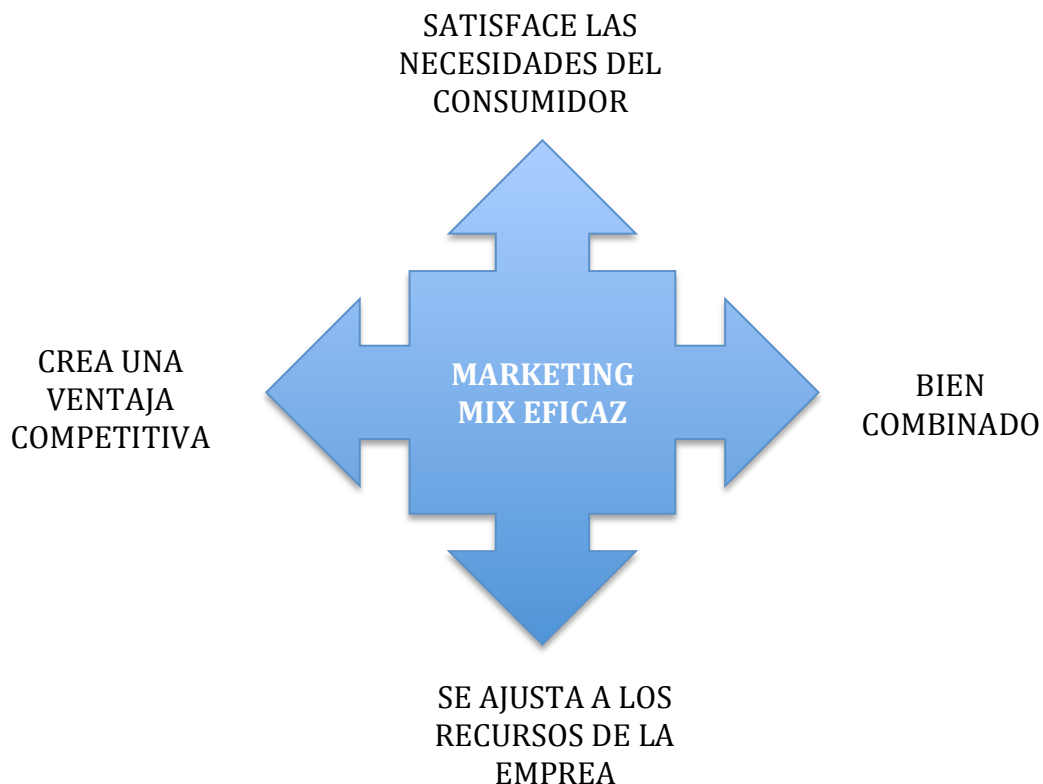 SATISFACE LAS
NECESIDADES DEL
CONSUMIDOR
CREA UNA
VENTAJA
COMPETITIVA
MARKETING
MIX EFICAZ
BIEN
COMBINADO
SE AJUSTA A LOS
RECURSOS DE LA
EMPREA